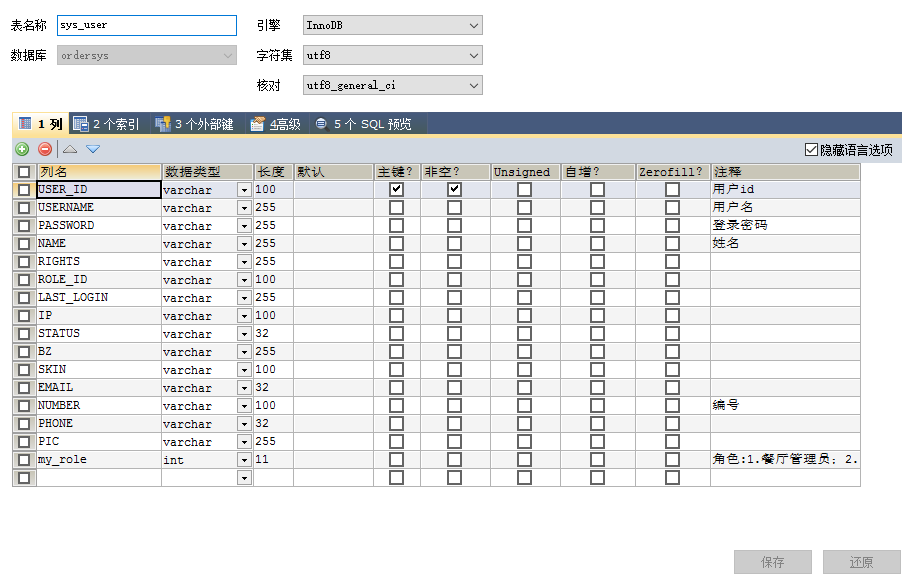 表名称 sys_user 引擎 InnoDB
数据库 ordersys 字符集 utf8
核对 utf8_general_ci
1 列 2 个索引 3 个外部键 4高级 5 个 SQL 预览
隐藏语言选项
列名 数据类型 长度 默认 主键? 非空? Unsigned 自增? Zerofill? 注释
USER_ID varchar 100 用户id
USERNAME varchar 255 用户名
PASSWORD varchar 255 登录密码
NAME varchar 255 姓名
RIGHTS varchar 255
ROLE_ID varchar 100
LAST_LOGIN varchar 255
IP varchar 100
STATUS varchar 32
BZ varchar 255
SKIN varchar 100
EMAIL varchar 32
NUMBER varchar 100 编号
PHONE varchar 32
PIC varchar 255
my_role int 11 角色:1.餐厅管理员; 2.
保存 还原